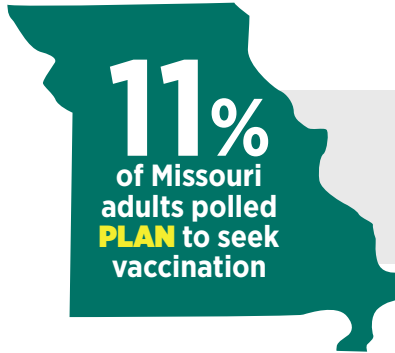 11%
of Missouri
adults polled
PLAN to seek
vaccination